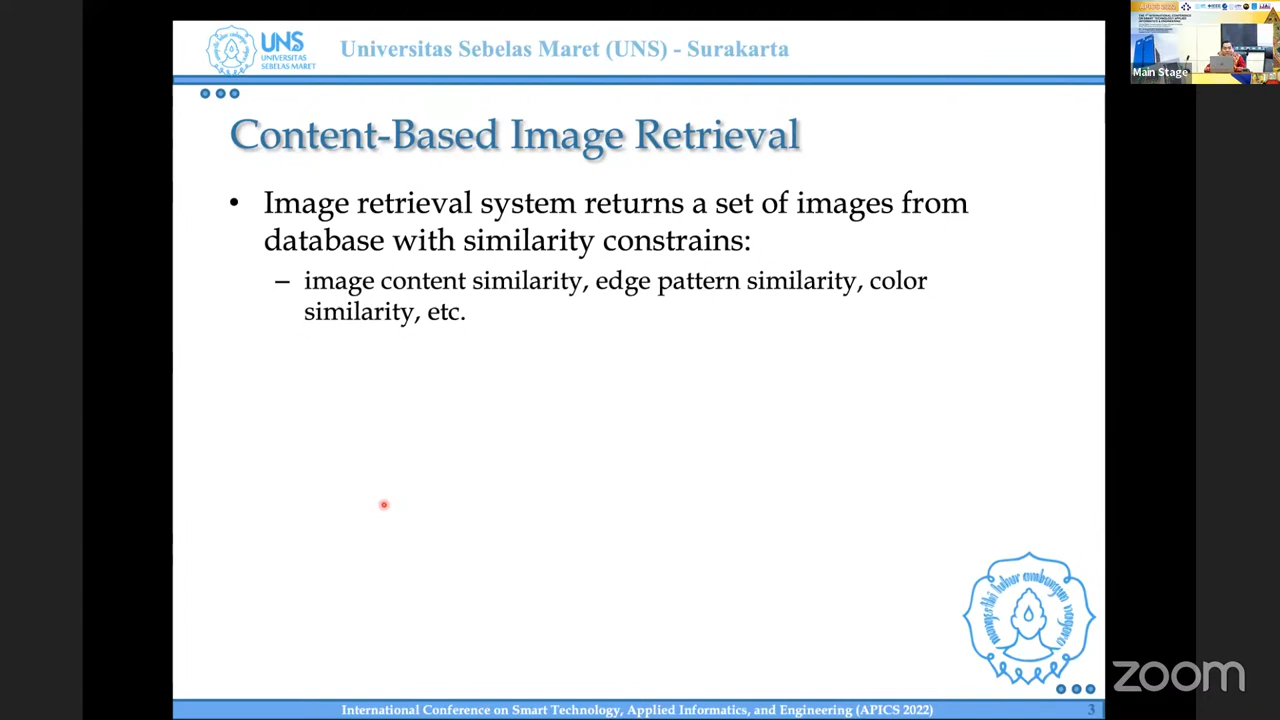 UNS
UNIVERSITAS
SEBELAS MARET
Universitas Sebelas Maret (UNS) - Surakarta
Content-Based Image Retrieval
• Image retrieval system returns a set of images from
database with similarity constrains:
– image content similarity, edge pattern similarity, color
similarity, etc.
International Conference on Smart Technology, Applied Informatics, and Engineering (APICS 2022)
3
Main Stage
zoom